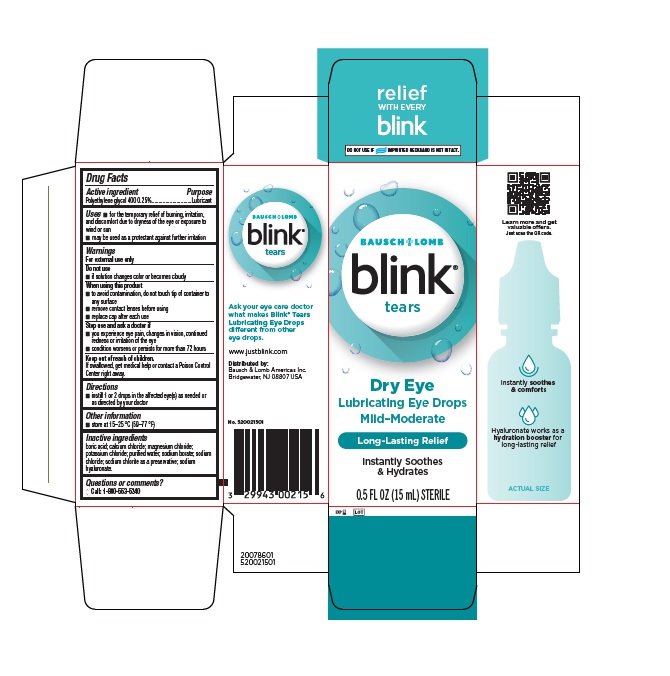 relief
WITH EVERY
blink
DO NOT USE IF IMPRINTED NECKBAND IS NOT INTACT.
Drug Facts
Active ingredient Purpose
Polyethylene glycol 400 0.25%....................Lubricant
Uses ■ for the temporary relief of burning, irritation,
and discomfort due to dryness of the eye or exposure to
wind or sun
■ may be used as a protectant against further irritation
Warnings
For external use only
Do not use
■ if solution changes color or becomes cloudy
When using this product
■ to avoid contamination, do not touch tip of container to
any surface
■ remove contact lenses before using
■ replace cap after each use
Stop use and ask a doctor if
■ you experience eye pain, changes in vision, continued
redness or irritation of the eye
■ condition worsens or persists for more than 72 hours
Keep out of reach of children.
If swallowed, get medical help or contact a Poison Control
Center right away.
Directions
■ instill 1 or 2 drops in the affected eye(s) as needed or
as directed by your doctor
Other information
■ store at 15-25 °C (59-77 °F)
Inactive ingredients
boric acid; calcium chloride; magnesium chloride;
potassium chloride; purified water; sodium borate; sodium
chloride; sodium chlorite as a preservative; sodium
hyaluronate.
Questions or comments?
Call: 1-800-553-5340
BAUSCH + LOMB
blink®
tears
Ask your eye care doctor
what makes Blink® Tears
Lubricating Eye Drops
different from other
eye drops.
www.justblink.com
Distributed by:
Bausch & Lomb Americas Inc.
Bridgewater, NJ 08807 USA
No. 520021501
3 29943 00215 6
20078601
520021501
BAUSCH + LOMB
blink®
tears
Dry Eye
Lubricating Eye Drops
Mild–Moderate
Long-Lasting Relief
Instantly Soothes
& Hydrates
0.5 FL OZ (15 mL) STERILE
LOT
Learn more and get
valuable offers.
Just scan the QR code.
Instantly soothes
& comforts
Hyaluronate works as a
hydration booster for
long-lasting relief
ACTUAL SIZE